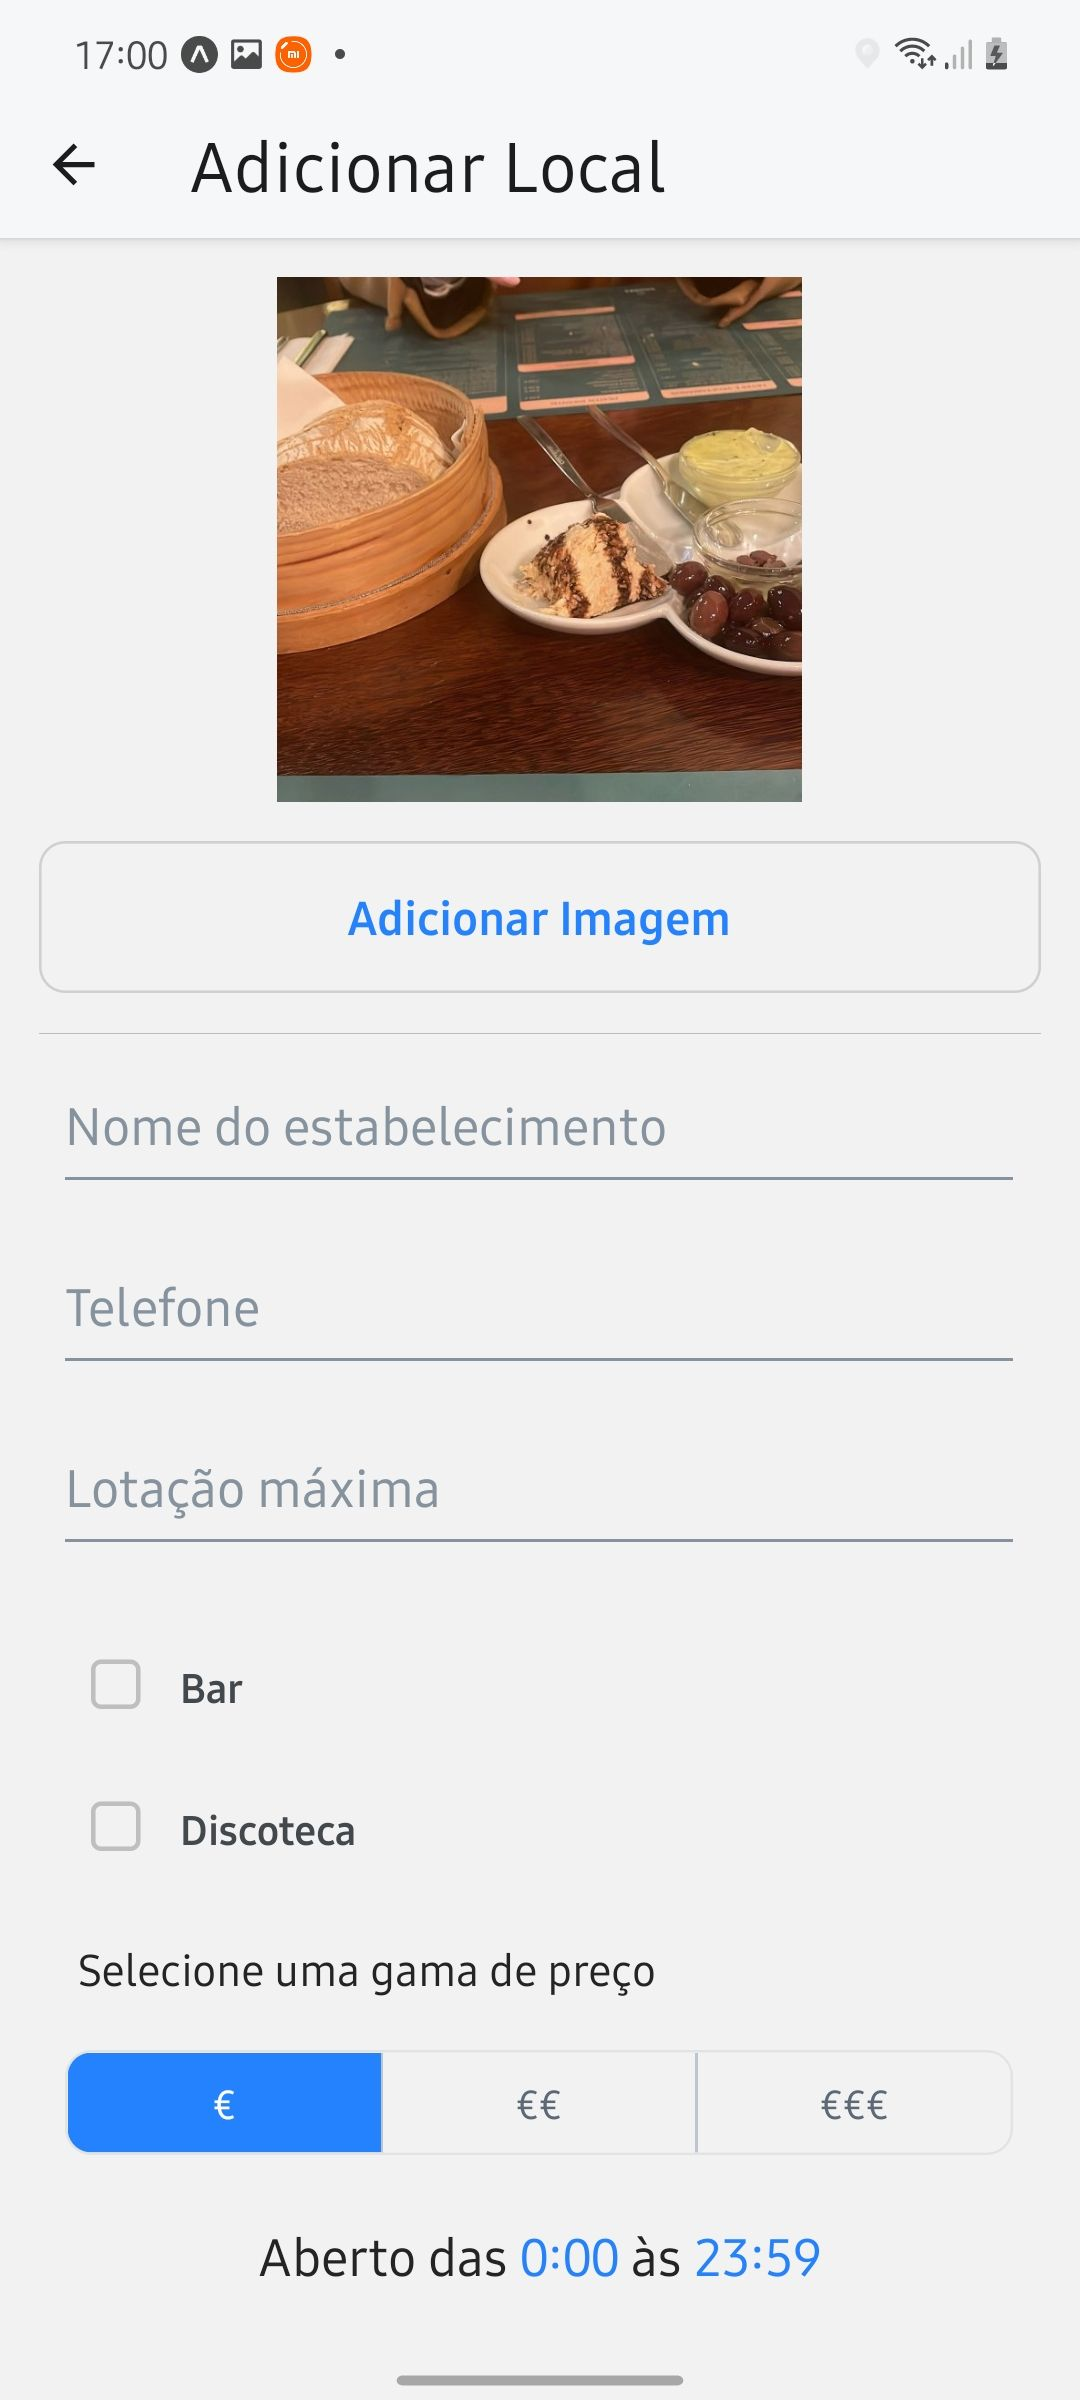 17:00
Adicionar Local
Adicionar Imagem
Nome do estabelecimento
Telefone
Lotação máxima
Bar
Discoteca
Selecione uma gama de preço
€ €€ €€€
Aberto das 0:00 às 23:59